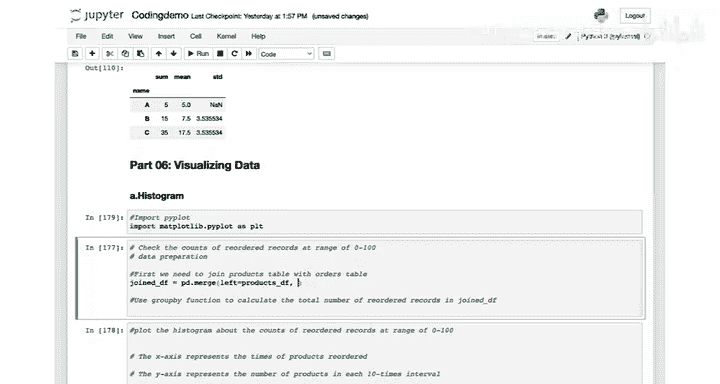 jupyter Codingdemo Last Checkpoint: Yesterday at 1:57 PM (unsaved changes)
Logout
File Edit View Insert Cell Kernel Help
Run
Code
Out[110]:
sum mean std
name
A 5 5.0 NaN
B 15 7.5 3.535534
C 35 17.5 3.535534
Part 06: Visualizing Data
a.Histogram
In [179]: #Import pyplot
import matplotlib.pyplot as plt
In [177]: # Check the counts of reordered records at range of 0-100
# data preparation
#First we need to join products table with orders table
joined_df = pd.merge(left=products_df, )
#Use groupby function to calculate the total number of reordered records in joined_df
In [178]: #plot the histogram about the counts of reordered records at range of 0-100
# The x-axis represents the times of products reordered
# The y-axis represents the number of products in each 10-times interval